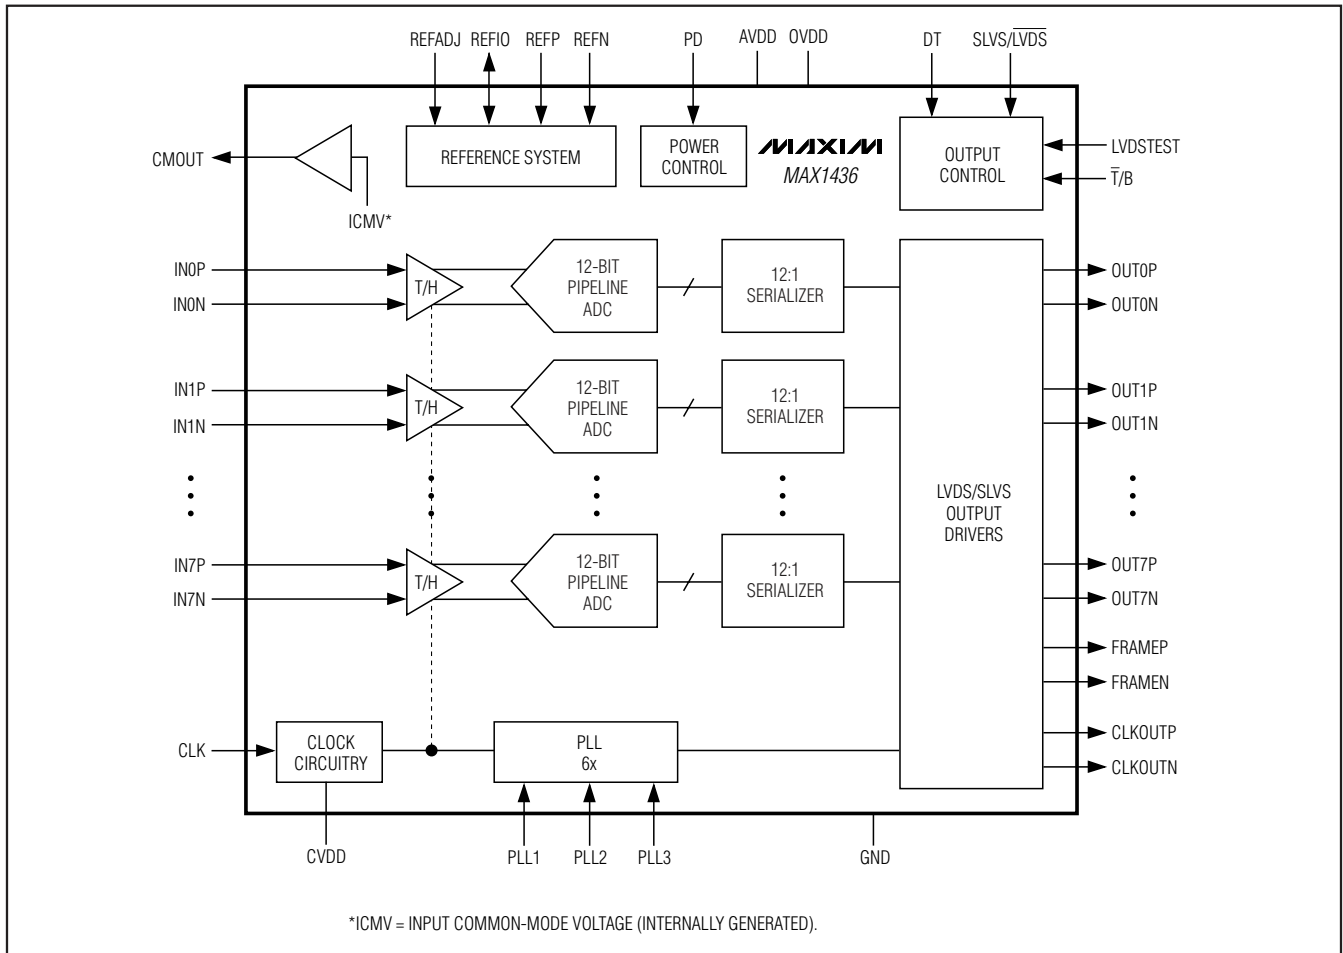 REFADJ REFIO REFP REFN PD AVDD OVDD DT SLVS/L̅V̅D̅S̅
CMOUT
ICMV*
REFERENCE SYSTEM
POWER
CONTROL
MAXIM
MAX1436
OUTPUT
CONTROL
LVDSTEST
T̅/B
IN0P
IN0N
T/H
12-BIT
PIPELINE
ADC
12:1
SERIALIZER
OUT0P
OUT0N
IN1P
IN1N
T/H
12-BIT
PIPELINE
ADC
12:1
SERIALIZER
OUT1P
OUT1N
LVDS/SLVS
OUTPUT
DRIVERS
IN7P
IN7N
T/H
12-BIT
PIPELINE
ADC
12:1
SERIALIZER
OUT7P
OUT7N
FRAMEP
FRAMEN
CLK
CLOCK
CIRCUITRY
PLL
6x
CLKOUTP
CLKOUTN
CVDD PLL1 PLL2 PLL3 GND
*ICMV = INPUT COMMON-MODE VOLTAGE (INTERNALLY GENERATED).